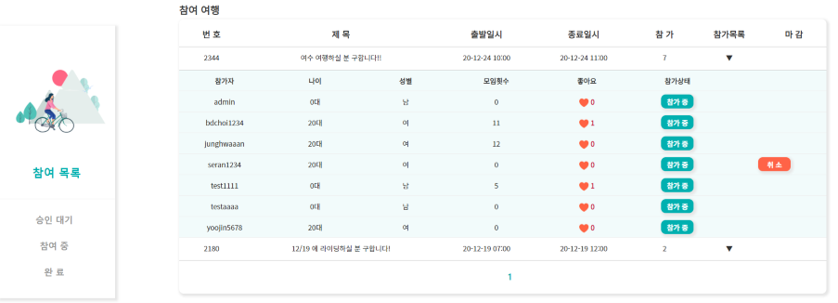 참여 여행
번 호 제 목 출발일시 종료일시 참 가 참가목록 마 감
2344 여수 여행하실 분 구합니다!! 20-12-24 10:00 20-12-24 11:00 7 ▼
참가자 나이 성별 모임횟수 좋아요 참가상태
admin 0대 남 0 0 참가 중
bdchoi1234 20대 여 11 1 참가 중
junghwaaan 20대 여 12 0 참가 중
seran1234 20대 여 0 0 참가 중 취 소
test1111 0대 남 5 1 참가 중
testaaaa 0대 남 0 0 참가 중
yoojin5678 20대 여 0 0 참가 중
2180 12/19 에 라이딩하실 분 구합니다! 20-12-19 07:00 20-12-19 12:00 2 ▼
1
참여 목록
승인 대기
참여 중
완 료